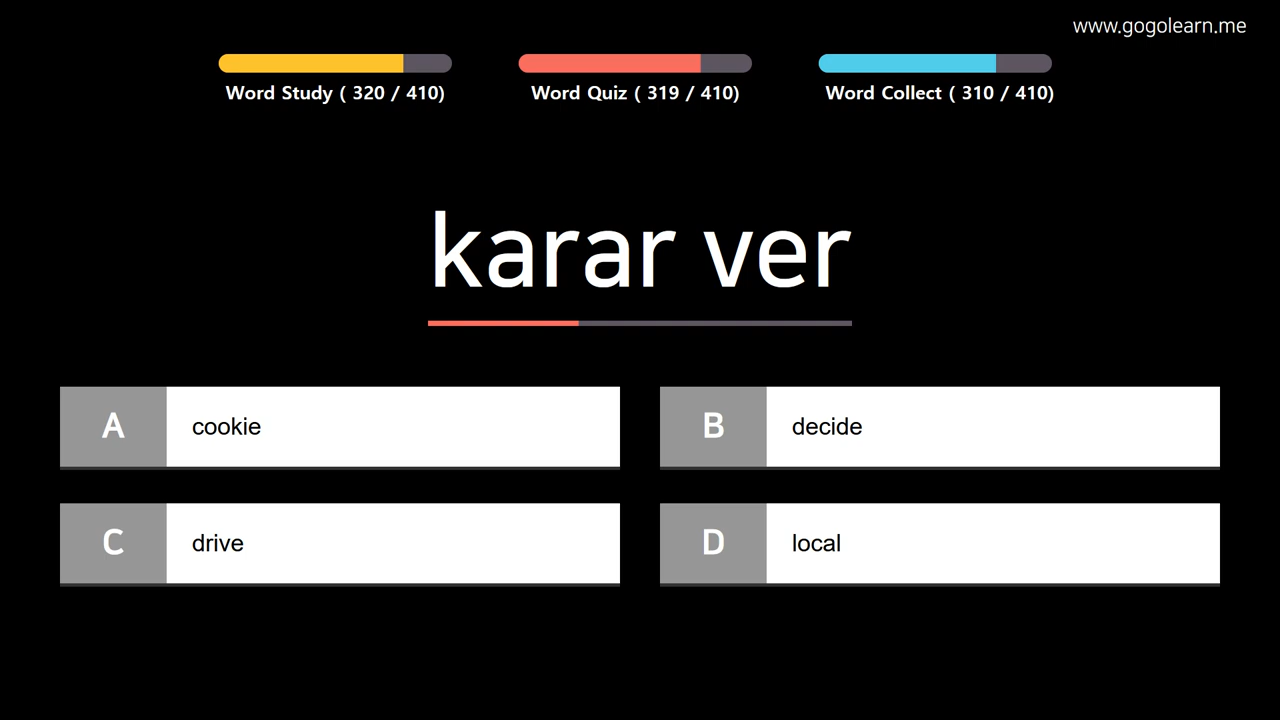 www.gogolearn.me
Word Study ( 320 / 410)
Word Quiz ( 319 / 410)
Word Collect ( 310 / 410)
karar ver
A cookie
B decide
C drive
D local